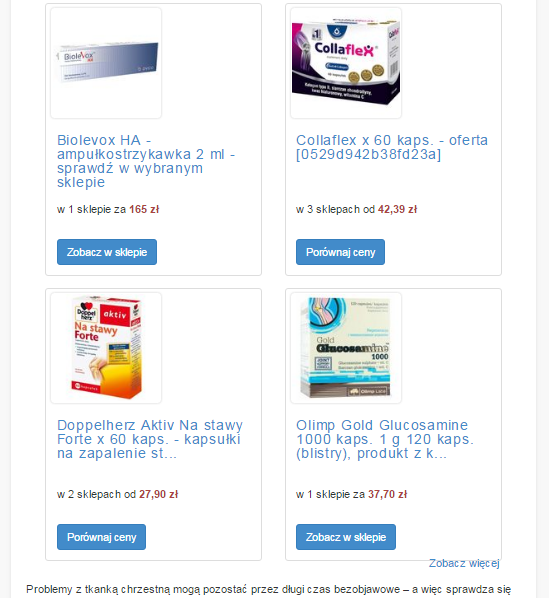 Biolevox HA
Collaflex
Biolevox HA -
ampułkostrzykawka 2 ml -
sprawdź w wybranym
sklepie
w 1 sklepie za 165 zł
Zobacz w sklepie
Collaflex x 60 kaps. - oferta
[0529d942b38fd23a]
w 3 sklepach od 42,39 zł
Porównaj ceny
Doppel herz
aktiv
Na stawy
Forte
Gold
Glucosamine
1000
Doppelherz Aktiv Na stawy
Forte x 60 kaps. - kapsułki
na zapalenie st...
w 2 sklepach od 27,90 zł
Porównaj ceny
Olimp Gold Glucosamine
1000 kaps. 1 g 120 kaps.
(blistry), produkt z k...
w 1 sklepie za 37,70 zł
Zobacz w sklepie
Zobacz więcej
Problemy z tkanką chrzestną mogą pozostać przez długi czas bezobjawowe – a więc sprawdza się